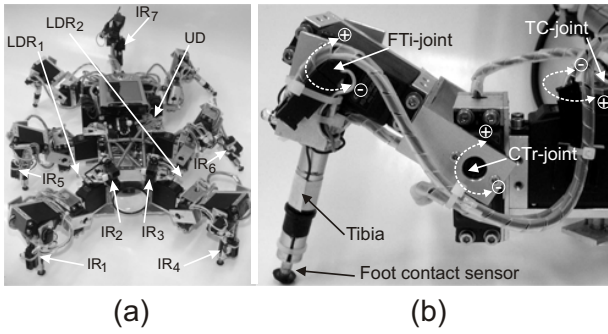 IR7
LDR2
LDR1
UD
IR5
IR6
IR2
IR3
IR1
IR4
(a)
FTi-joint
TC-joint
+
-
-
+
+
CTr-joint
-
Tibia
Foot contact sensor
(b)